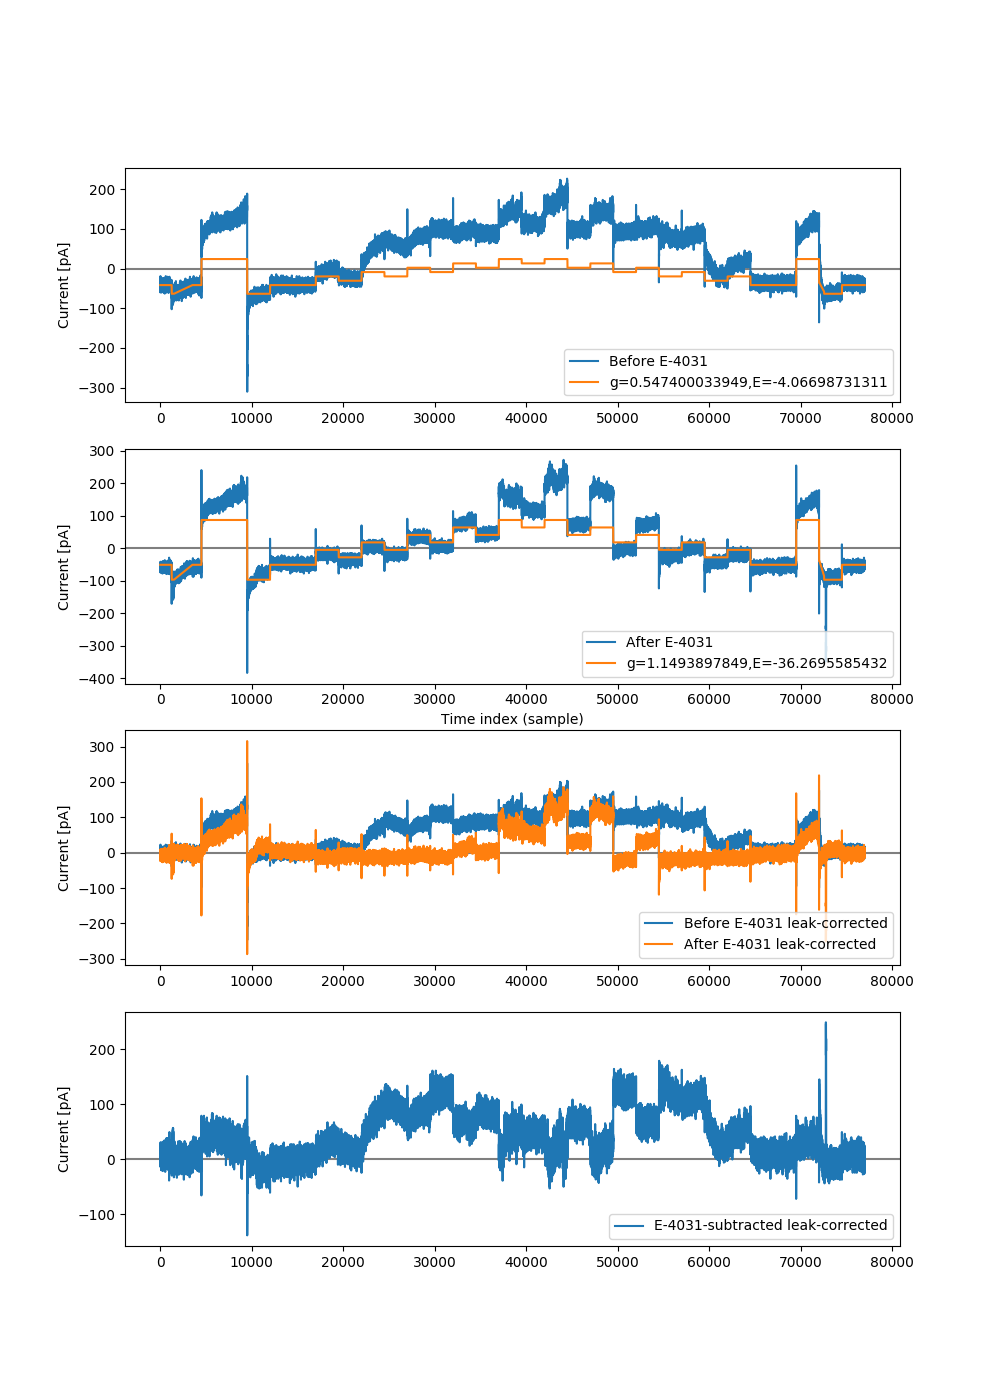 200
100
0
−100
−200
−300
Current [pA]
Before E-4031
g=0.547400033949,E=-4.06698731311
0 10000 20000 30000 40000 50000 60000 70000 80000
300
200
100
0
−100
−200
−300
−400
Current [pA]
After E-4031
g=1.1493897849,E=-36.2695585432
0 10000 20000 30000 40000 50000 60000 70000 80000
Time index (sample)
300
200
100
0
−100
−200
−300
Current [pA]
Before E-4031 leak-corrected
After E-4031 leak-corrected
0 10000 20000 30000 40000 50000 60000 70000 80000
200
100
0
−100
Current [pA]
E-4031-subtracted leak-corrected
0 10000 20000 30000 40000 50000 60000 70000 80000